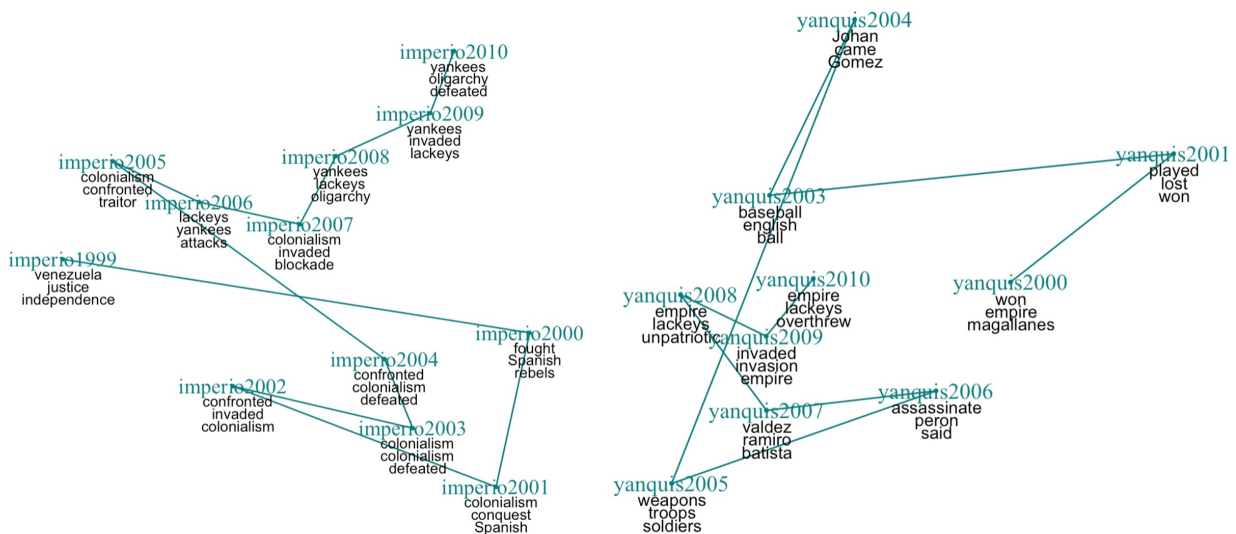 imperio2010
yankees
oligarchy
defeated
imperio2009
yankees
invaded
lackeys
imperio2008
yankees
lackeys
oligarchy
imperio2005
colonialism
confronted
traitor
imperio2006
lackeys
yankees
attacks
imperio2007
colonialism
invaded
blockade
imperio1999
venezuela
justice
independence
imperio2000
fought
Spanish
rebels
imperio2004
confronted
colonialism
defeated
imperio2002
confronted
invaded
colonialism
imperio2003
colonialism
colonialism
defeated
imperio2001
colonialism
conquest
Spanish
yanquis2004
Johan
came
Gomez
yanquis2001
played
lost
won
yanquis2003
baseball
english
ball
yanquis2010
empire
lackeys
overthrew
yanquis2000
won
empire
magallanes
yanquis2008
empire
lackeys
unpatriotic
yanquis2009
invaded
invasion
empire
yanquis2006
assassinate
peron
said
yanquis2007
valdez
ramiro
batista
yanquis2005
weapons
troops
soldiers